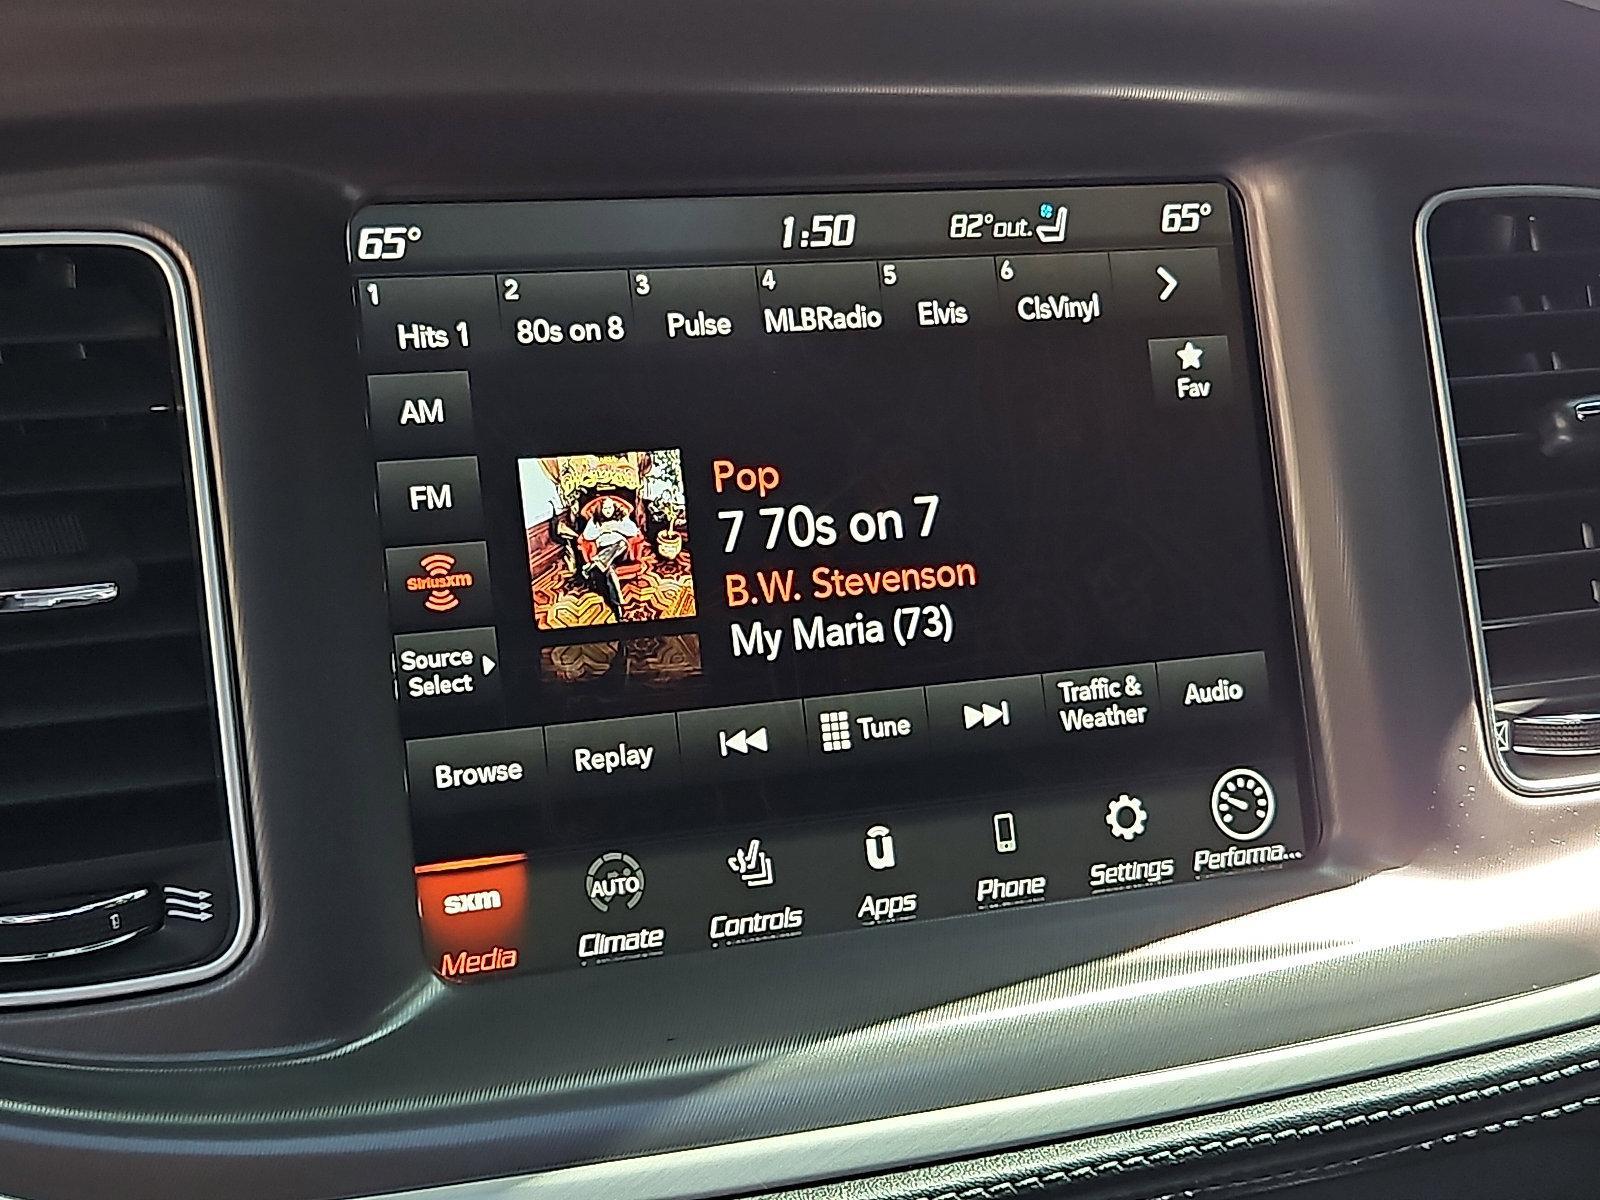 65° 1:50 82°out. 65°
1 2 3 4 5 6
Hits 1 80s on 8 Pulse MLBRadio Elvis ClsVinyl
Fav
AM
FM
SiriusXM
Source
Select
Pop
7 70s on 7
B.W. Stevenson
My Maria (73)
Browse Replay Tune Traffic &
Weather Audio
sxm
Media
AUTO
Climate
Controls
Apps
Phone
Settings
Performa...